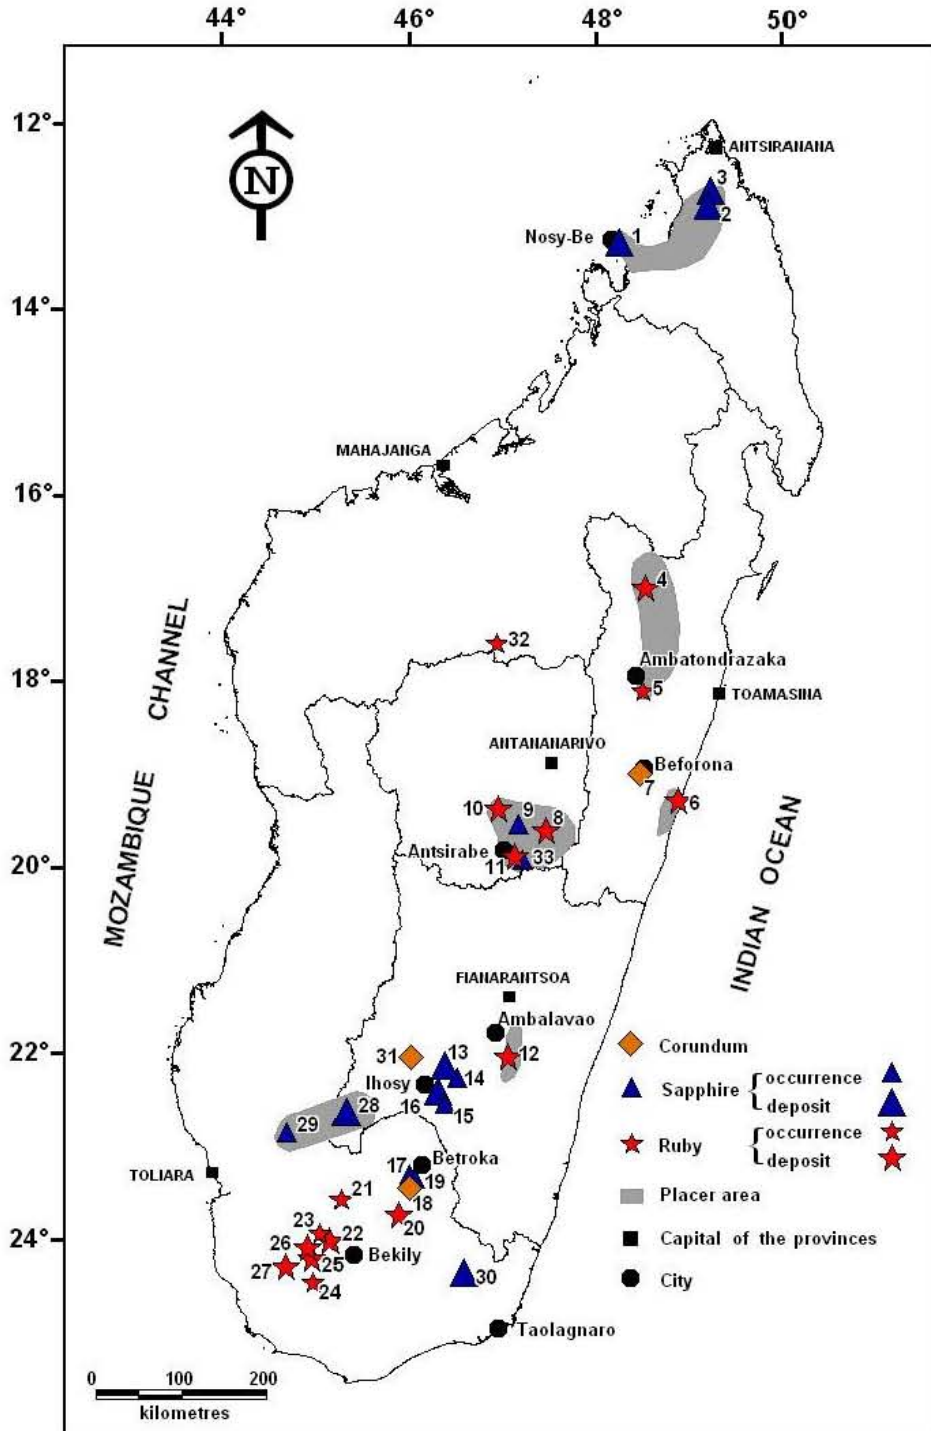 44° 46° 48° 50°
12°
14°
16°
18°
20°
22°
24°
N
ANTSIRANANA
3
2
Nosy-Be
1
MAHAJANGA
4
32
Ambatondrazaka
5
TOAMASINA
MOZAMBIQUE CHANNEL
ANTANANARIVO
Beforona
7
6
10
9
8
Antsirabe
11
33
INDIAN OCEAN
FIANARANTSOA
Ambalavao
12
31
13
14
Ihosy
16
15
28
29
Betroka
17
19
18
TOLIARA
21
20
23
22
26
25
Bekily
27
24
30
Taolagnaro
Corundum
Sapphire { occurrence
deposit
Ruby { occurrence
deposit
Placer area
Capital of the provinces
City
0 100 200
kilometres